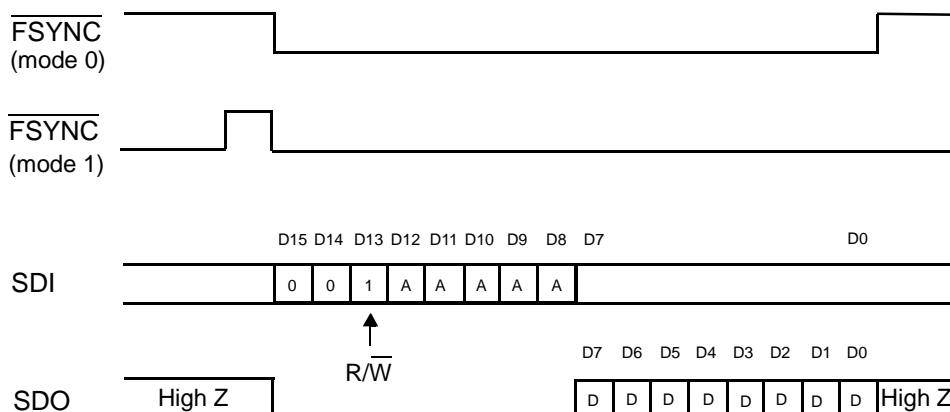 FSYNC
(mode 0)
FSYNC
(mode 1)
D15 D14 D13 D12 D11 D10 D9 D8 D7 D0
SDI 0 0 1 A A A A A
R/W
D7 D6 D5 D4 D3 D2 D1 D0
SDO High Z D D D D D D D D High Z